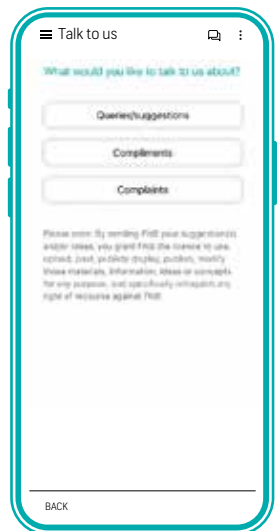 Talk to us
What would you like to talk to us about?
Queries/suggestions
Compliments
Complaints
Please note: By sending FNB your suggestion(s)
and/or ideas, you grant FNB the licence to use,
upload, post, publicly display, publish, modify
those materials, information, ideas or concepts
for any purpose, and specifically relinquish any
right of recourse against FNB.
BACK